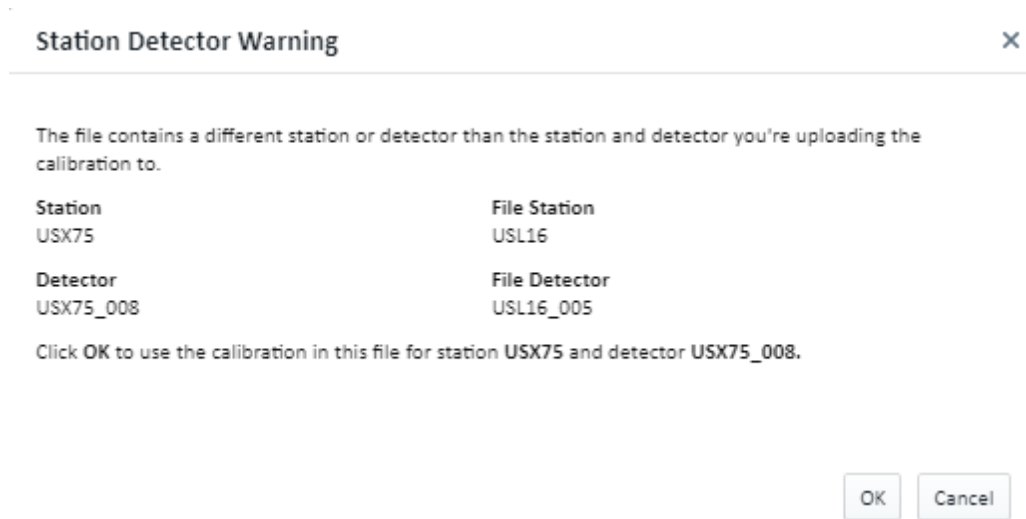 Station Detector Warning
The file contains a different station or detector than the station and detector you're uploading the
calibration to.
Station
File Station
USX75
USL16
Detector
File Detector
USX75_008
USL16_005
Click OK to use the calibration in this file for station USX75 and detector USX75_008.
OK
Cancel